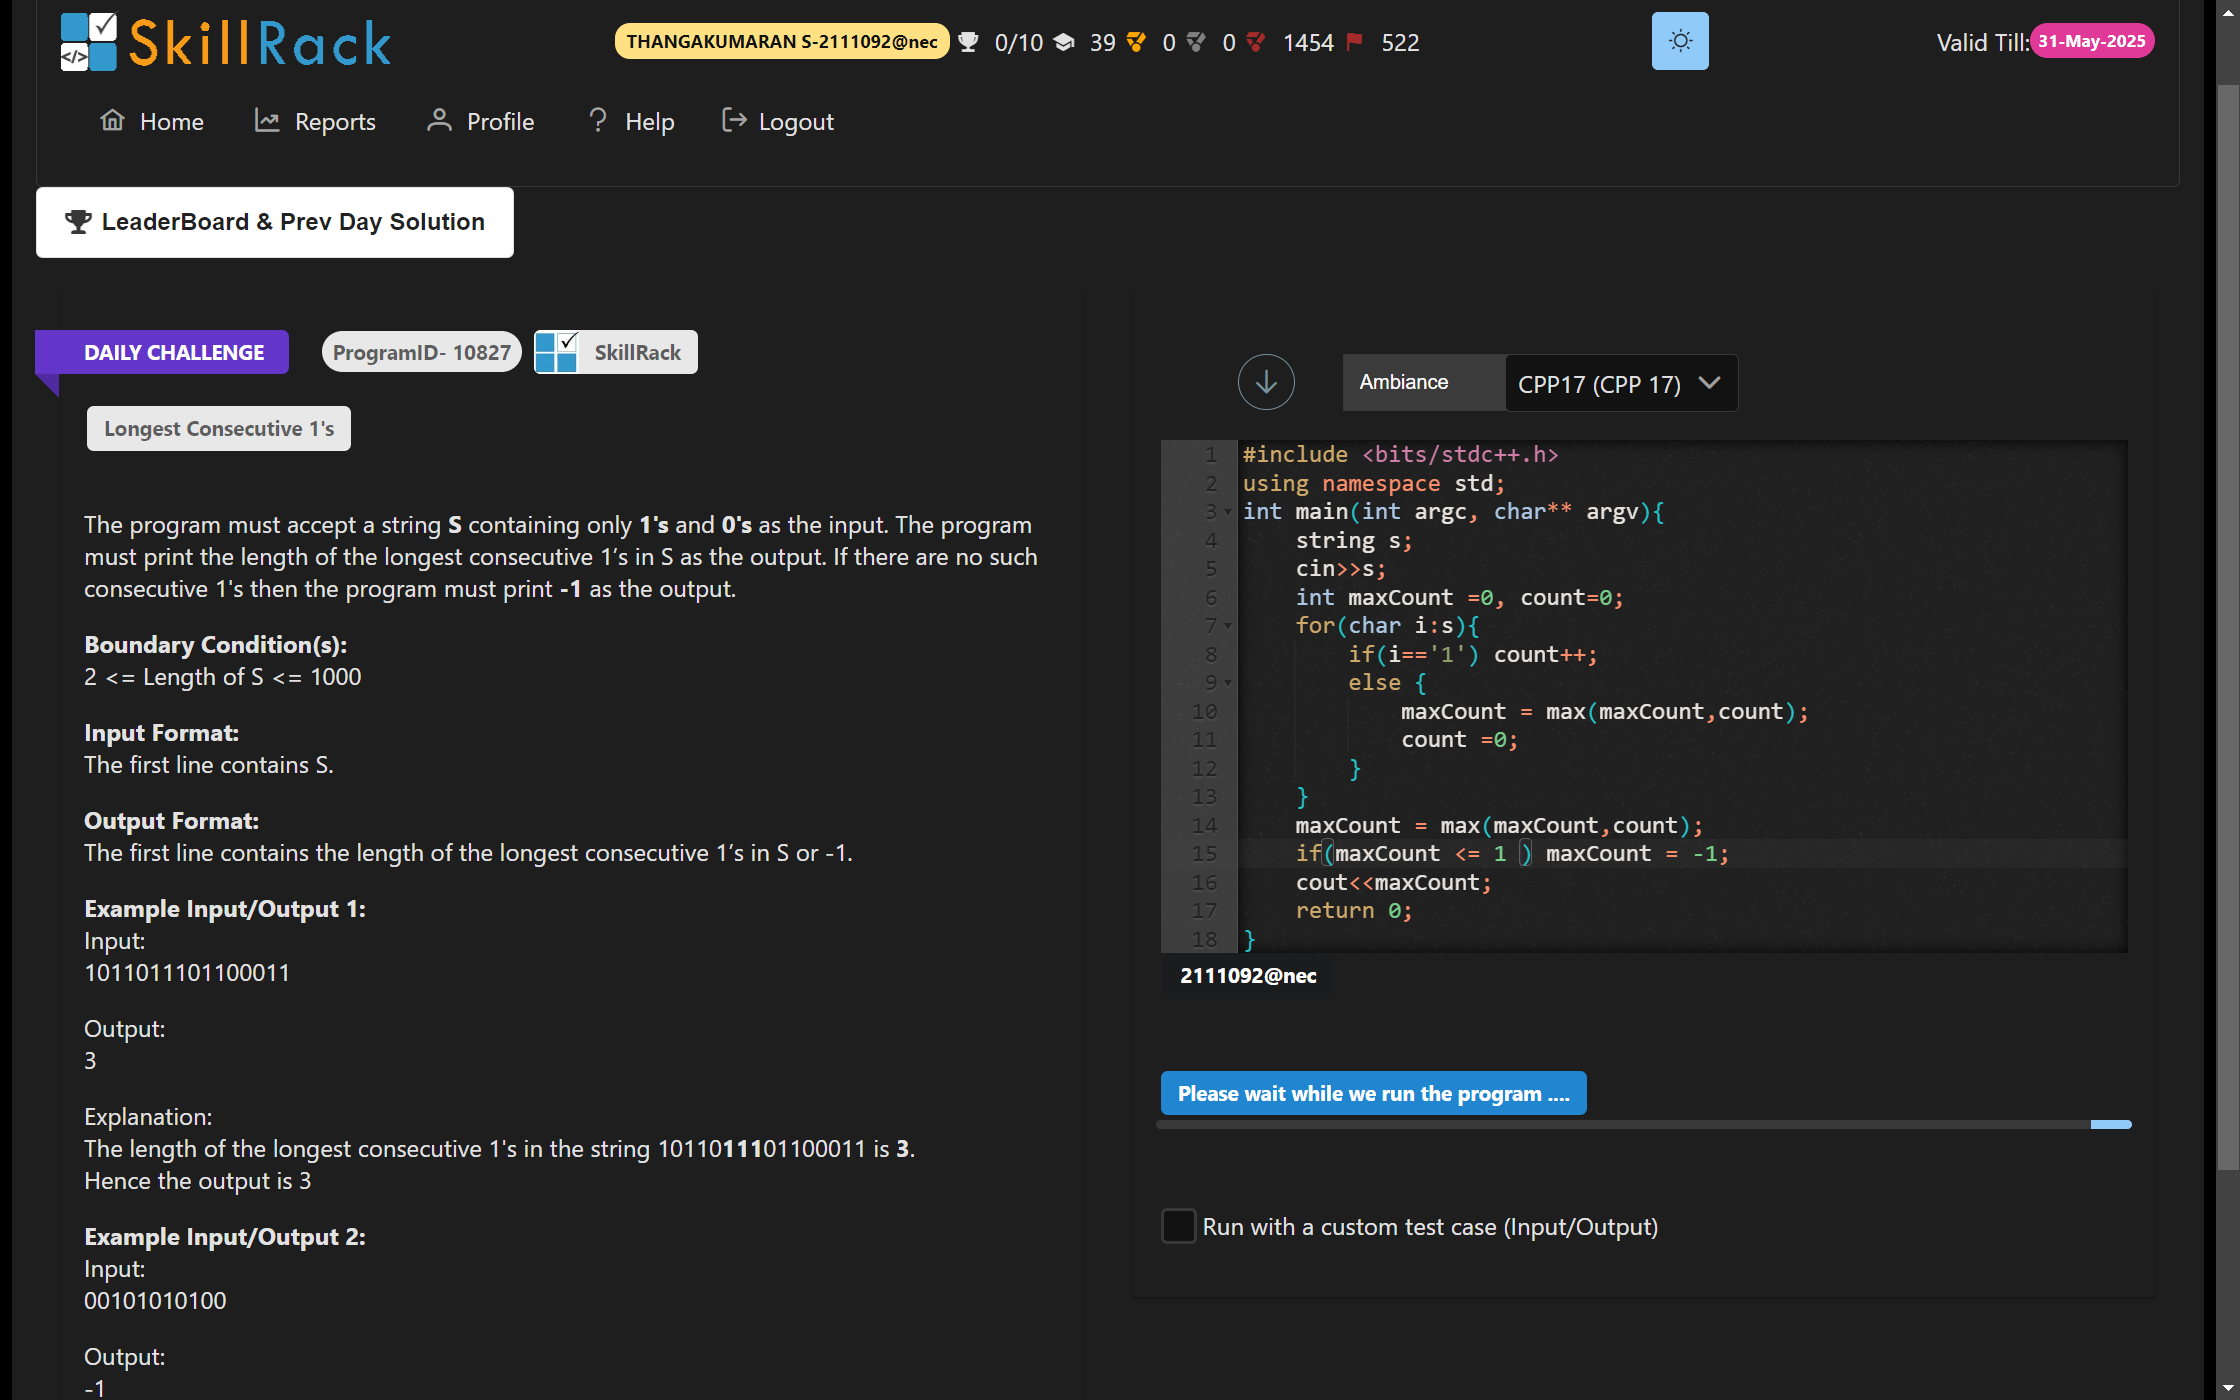 SkillRack
THANGAKUMARAN S-2111092@nec 0/10 39 0 0 1454 522
Valid Till: 31-May-2025
Home Reports Profile Help Logout
LeaderBoard & Prev Day Solution
DAILY CHALLENGE ProgramID- 10827 SkillRack
Longest Consecutive 1's
The program must accept a string S containing only 1's and 0's as the input. The program
must print the length of the longest consecutive 1’s in S as the output. If there are no such
consecutive 1's then the program must print -1 as the output.
Boundary Condition(s):
2 <= Length of S <= 1000
Input Format:
The first line contains S.
Output Format:
The first line contains the length of the longest consecutive 1’s in S or -1.
Example Input/Output 1:
Input:
1011011101100011
Output:
3
Explanation:
The length of the longest consecutive 1's in the string 1011011101100011 is 3.
Hence the output is 3
Example Input/Output 2:
Input:
00101010100
Output:
-1
Ambiance CPP17 (CPP 17)
1 #include <bits/stdc++.h>
2 using namespace std;
3 int main(int argc, char** argv){
4     string s;
5     cin>>s;
6     int maxCount =0, count=0;
7     for(char i:s){
8         if(i=='1') count++;
9         else {
10             maxCount = max(maxCount,count);
11             count =0;
12         }
13     }
14     maxCount = max(maxCount,count);
15     if(maxCount <= 1 ) maxCount = -1;
16     cout<<maxCount;
17     return 0;
18 }
2111092@nec
Please wait while we run the program ....
Run with a custom test case (Input/Output)